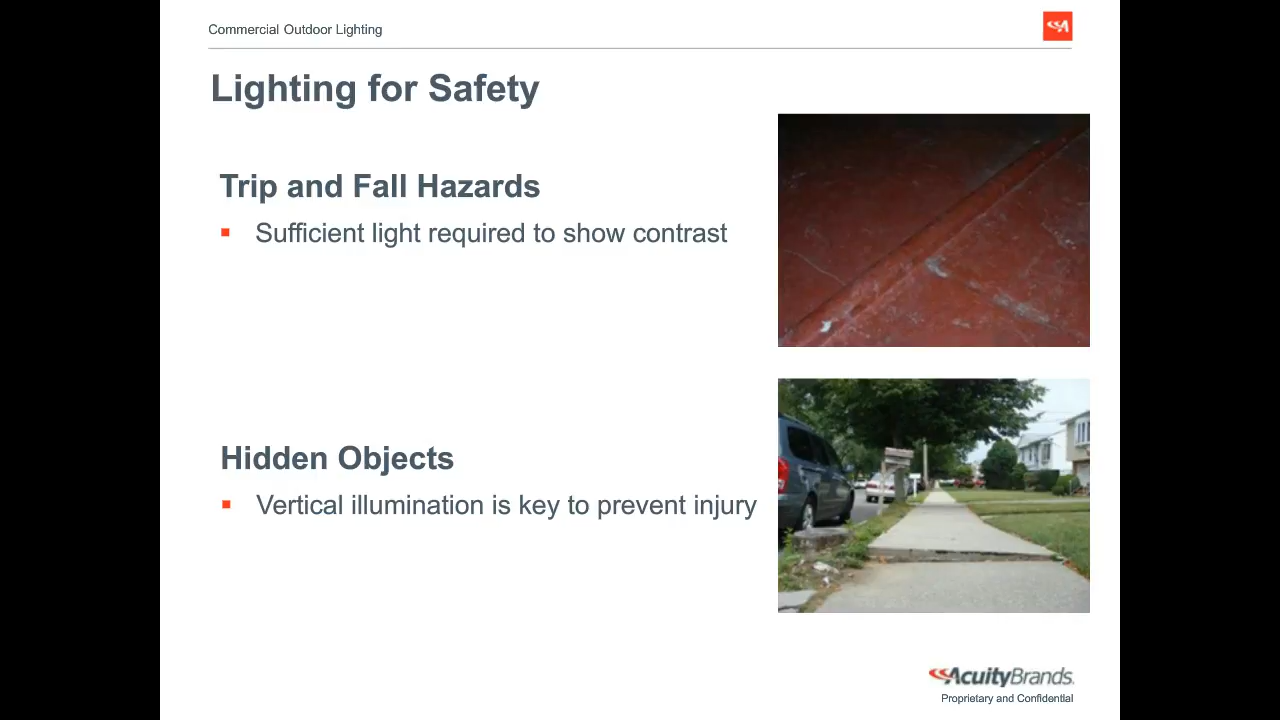 Commercial Outdoor Lighting
Lighting for Safety
Trip and Fall Hazards
Sufficient light required to show contrast
Hidden Objects
Vertical illumination is key to prevent injury
AcuityBrands.
Proprietary and Confidential